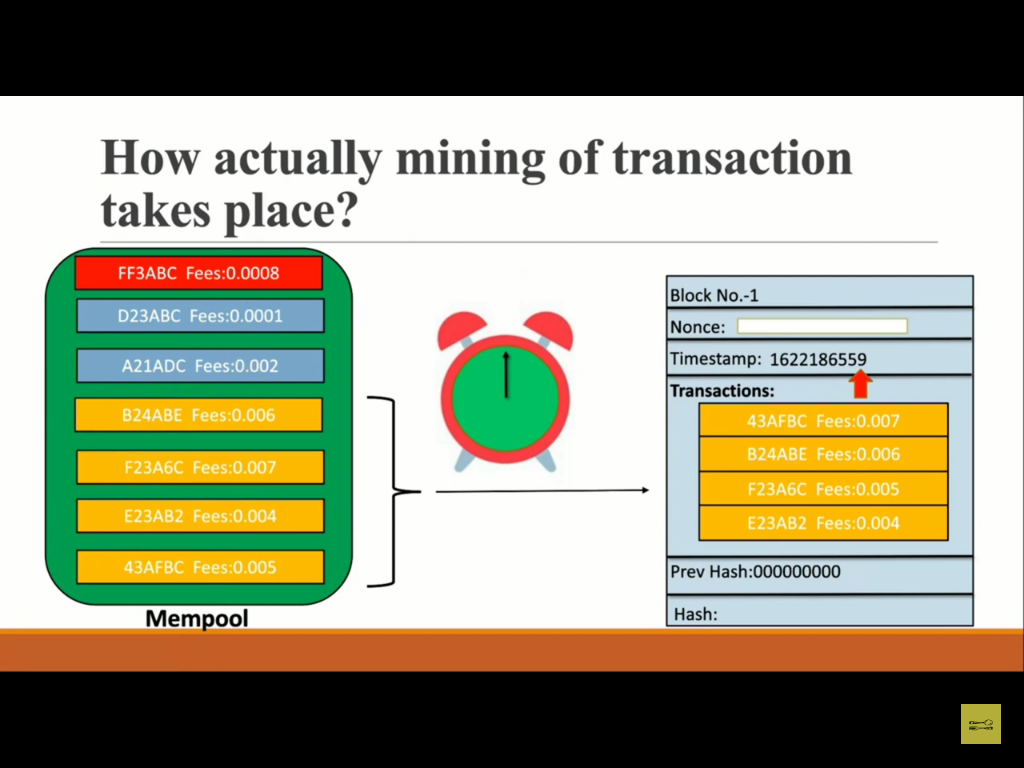 How actually mining of transaction
takes place?
FF3ABC Fees:0.0008
D23ABC Fees:0.0001
A21ADC Fees:0.002
B24ABE Fees:0.006
F23A6C Fees:0.007
E23AB2 Fees:0.004
43AFBC Fees:0.005
Mempool
Block No.-1
Nonce:
Timestamp: 1622186559
Transactions:
43AFBC Fees:0.007
B24ABE Fees:0.006
F23A6C Fees:0.005
E23AB2 Fees:0.004
Prev Hash:000000000
Hash: